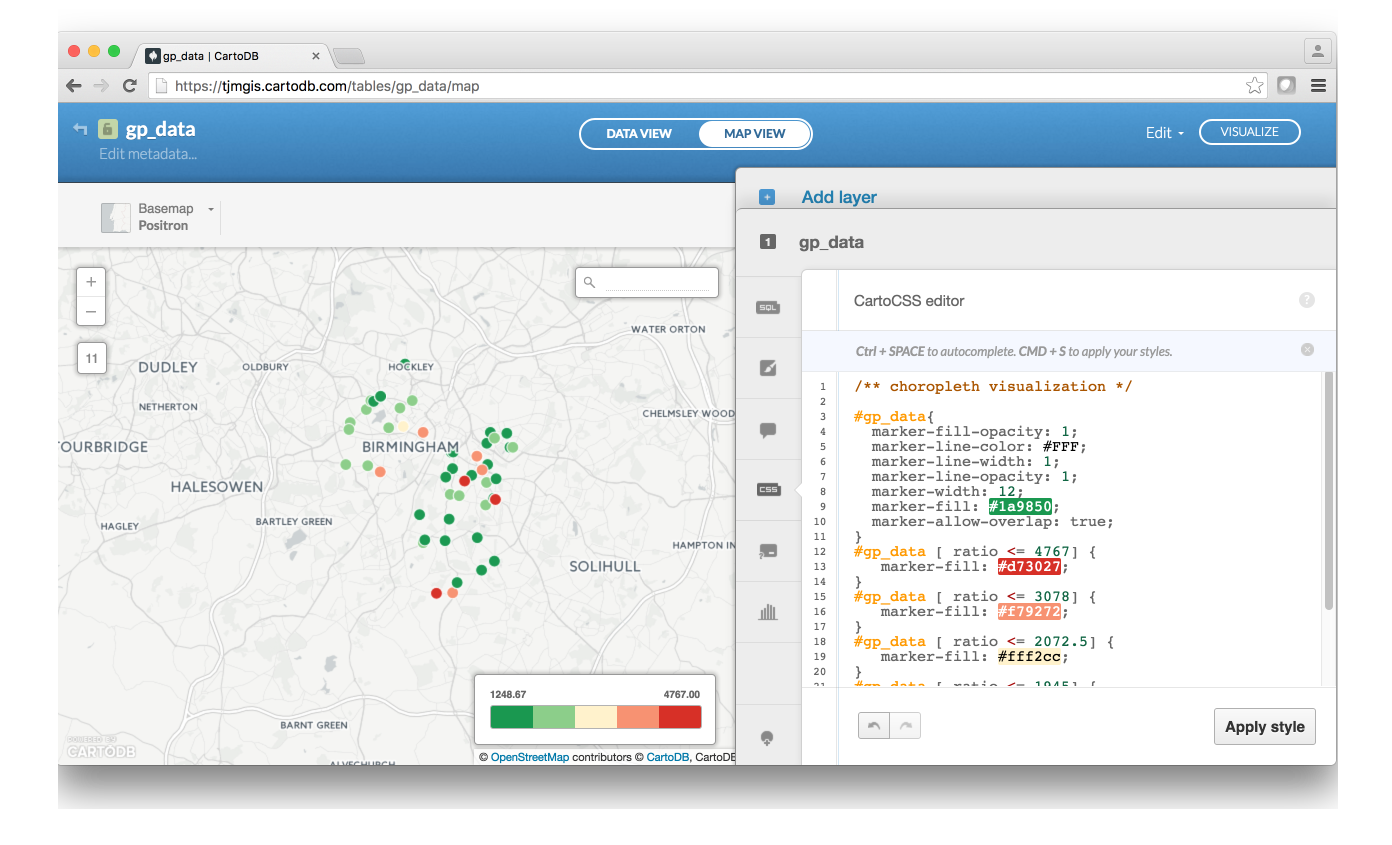 gp_data | CartoDB
https://tjmgis.cartodb.com/tables/gp_data/map
gp_data
Edit metadata...
DATA VIEW
MAP VIEW
Edit
VISUALIZE
Basemap
Positron
Add layer
1
gp_data
+
−
11
WATER ORTON
DUDLEY
OLDBURY
HOCKLEY
NETHERTON
CHELMSLEY WOOD
TOURBRIDGE
BIRMINGHAM
HALESOWEN
HAGLEY
BARTLEY GREEN
HAMPTON IN
SOLIHULL
BARNT GREEN
ALVECHURCH
1248.67
4767.00
POWERED BY
CARTODB
© OpenStreetMap contributors © CartoDB, CartoDB
SQL
CSS
CartoCSS editor
?
Ctrl + SPACE to autocomplete. CMD + S to apply your styles.
1 /** choropleth visualization */
2
3 #gp_data{
4 marker-fill-opacity: 1;
5 marker-line-color: #FFF;
6 marker-line-width: 1;
7 marker-line-opacity: 1;
8 marker-width: 12;
9 marker-fill: #1a9850;
10 marker-allow-overlap: true;
11 }
12 #gp_data [ ratio <= 4767] {
13 marker-fill: #d73027;
14 }
15 #gp_data [ ratio <= 3078] {
16 marker-fill: #f79272;
17 }
18 #gp_data [ ratio <= 2072.5] {
19 marker-fill: #fff2cc;
20 }
21 #gp_data [ ratio <= 1945] {
Apply style